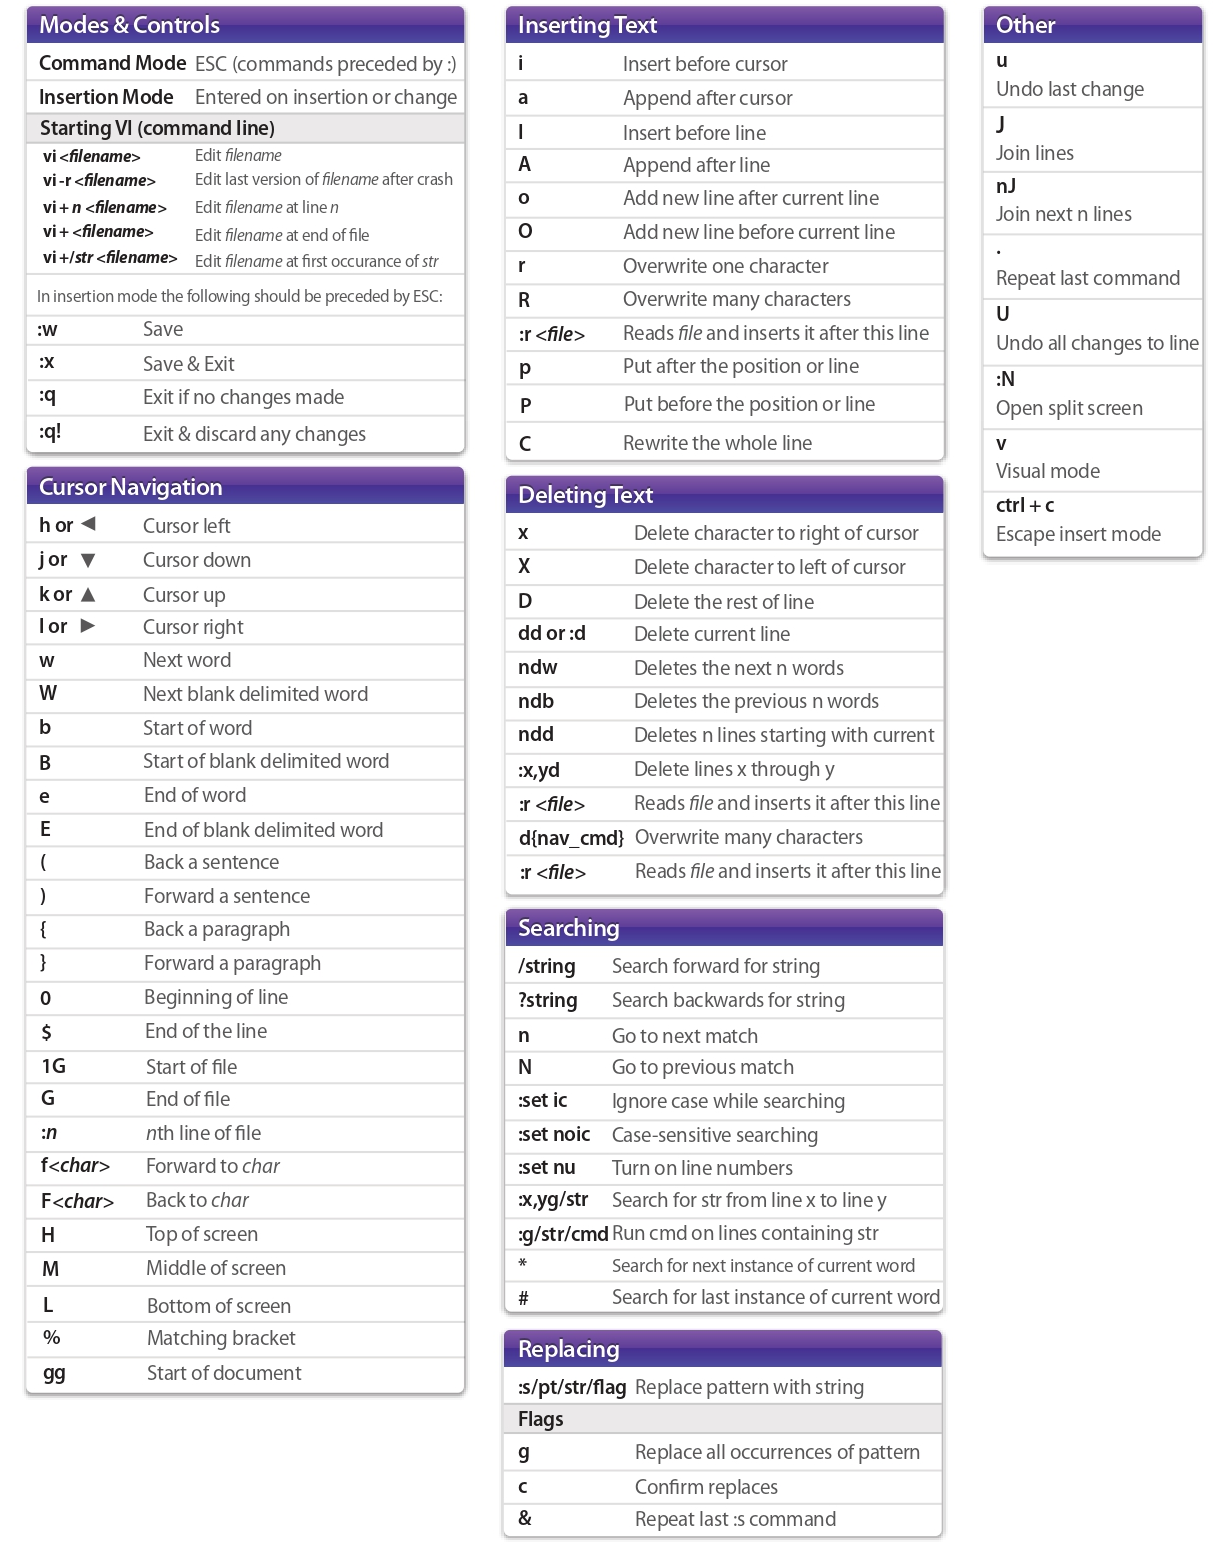 Modes & Controls
Command Mode ESC (commands preceded by :)
Insertion Mode Entered on insertion or change
Starting VI (command line)
vi <filename> Edit filename
vi -r <filename> Edit last version of filename after crash
vi + n <filename> Edit filename at line n
vi + <filename> Edit filename at end of file
vi +/str <filename> Edit filename at first occurance of str
In insertion mode the following should be preceded by ESC:
:w Save
:x Save & Exit
:q Exit if no changes made
:q! Exit & discard any changes
Cursor Navigation
h or ◀ Cursor left
j or ▼ Cursor down
k or ▲ Cursor up
l or ▶ Cursor right
w Next word
W Next blank delimited word
b Start of word
B Start of blank delimited word
e End of word
E End of blank delimited word
( Back a sentence
) Forward a sentence
{ Back a paragraph
} Forward a paragraph
0 Beginning of line
$ End of the line
1G Start of file
G End of file
:n nth line of file
f<char> Forward to char
F<char> Back to char
H Top of screen
M Middle of screen
L Bottom of screen
% Matching bracket
gg Start of document
Inserting Text
i Insert before cursor
a Append after cursor
I Insert before line
A Append after line
o Add new line after current line
O Add new line before current line
r Overwrite one character
R Overwrite many characters
:r <file> Reads file and inserts it after this line
p Put after the position or line
P Put before the position or line
C Rewrite the whole line
Deleting Text
x Delete character to right of cursor
X Delete character to left of cursor
D Delete the rest of line
dd or :d Delete current line
ndw Deletes the next n words
ndb Deletes the previous n words
ndd Deletes n lines starting with current
:x,yd Delete lines x through y
:r <file> Reads file and inserts it after this line
d{nav_cmd} Overwrite many characters
:r <file> Reads file and inserts it after this line
Searching
/string Search forward for string
?string Search backwards for string
n Go to next match
N Go to previous match
:set ic Ignore case while searching
:set noic Case-sensitive searching
:set nu Turn on line numbers
:x,yg/str Search for str from line x to line y
:g/str/cmd Run cmd on lines containing str
* Search for next instance of current word
# Search for last instance of current word
Replacing
:s/pt/str/flag Replace pattern with string
Flags
g Replace all occurrences of pattern
c Confirm replaces
& Repeat last :s command
Other
u
Undo last change
J
Join lines
nJ
Join next n lines
.
Repeat last command
U
Undo all changes to line
:N
Open split screen
v
Visual mode
ctrl + c
Escape insert mode